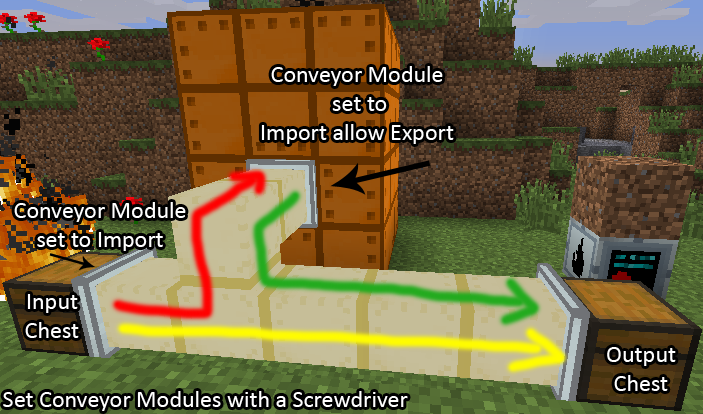 Conveyor Module
set to
Import allow Export
Conveyor Module
set to Import
Input
Chest
Output
Chest
Set Conveyor Modules with a Screwdriver